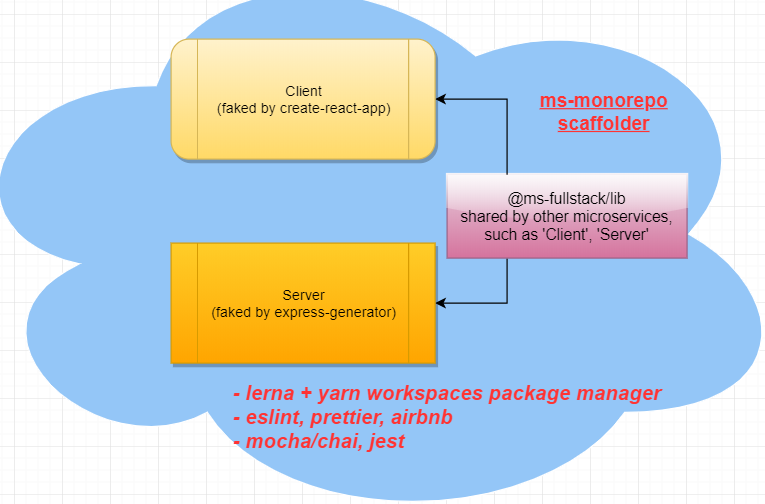 Client
(faked by create-react-app)
ms-monorepo
scaffolder
@ms-fullstack/lib
shared by other microservices,
such as 'Client', 'Server'
Server
(faked by express-generator)
- lerna + yarn workspaces package manager
- eslint, prettier, airbnb
- mocha/chai, jest